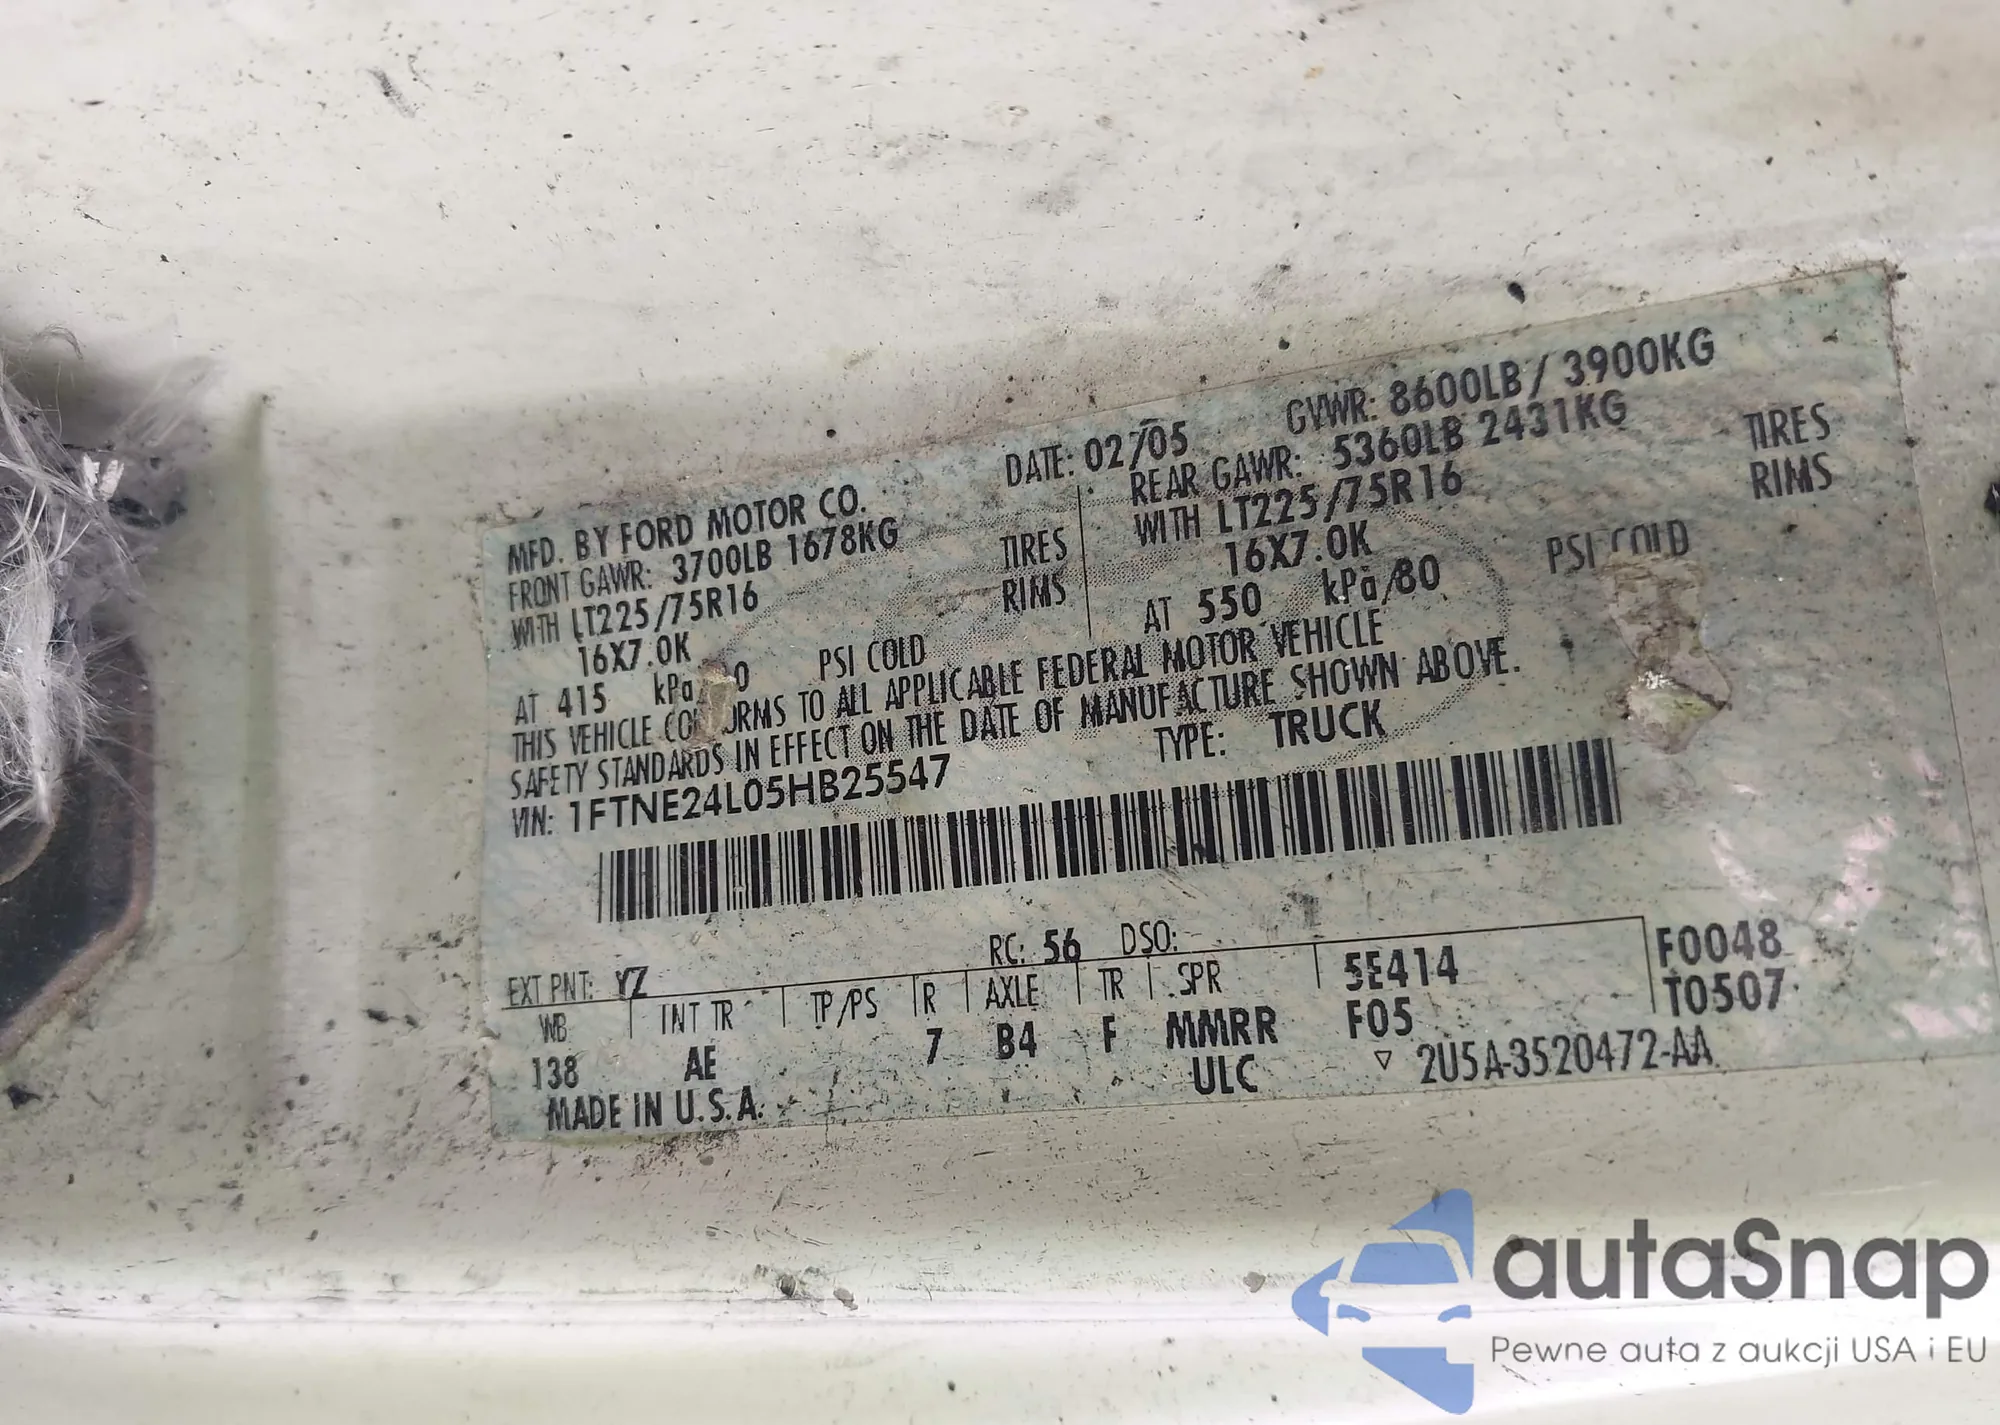 MFD. BY FORD MOTOR CO.
DATE: 02/05
GVWR: 8600LB / 3900KG
FRONT GAWR: 3700LB 1678KG
REAR GAWR: 5360LB 2431KG
WITH LT225/75R16 TIRES
WITH LT225/75R16 TIRES
16X7.0K RIMS
16X7.0K RIMS
AT 415 kPa PSI COLD
AT 550 kPa/80 PSI COLD
THIS VEHICLE CONFORMS TO ALL APPLICABLE FEDERAL MOTOR VEHICLE
SAFETY STANDARDS IN EFFECT ON THE DATE OF MANUFACTURE SHOWN ABOVE.
VIN: 1FTNE24L05HB25547
TYPE: TRUCK
EXT PNT: YZ RC: 56 DSO:
WB INT TR TP/PS R AXLE TR SPR 5E414 F0048
138 AE 7 B4 F MMRR F05 T0507
ULC ▽ 2U5A-3520472-AA
MADE IN U.S.A.
autaSnap
Pewne auta z aukcji USA i EU